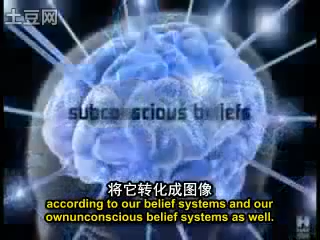 土豆网
subconscious beliefs
将它转化成图像
according to our belief systems and our
ownunconscious belief systems as well.